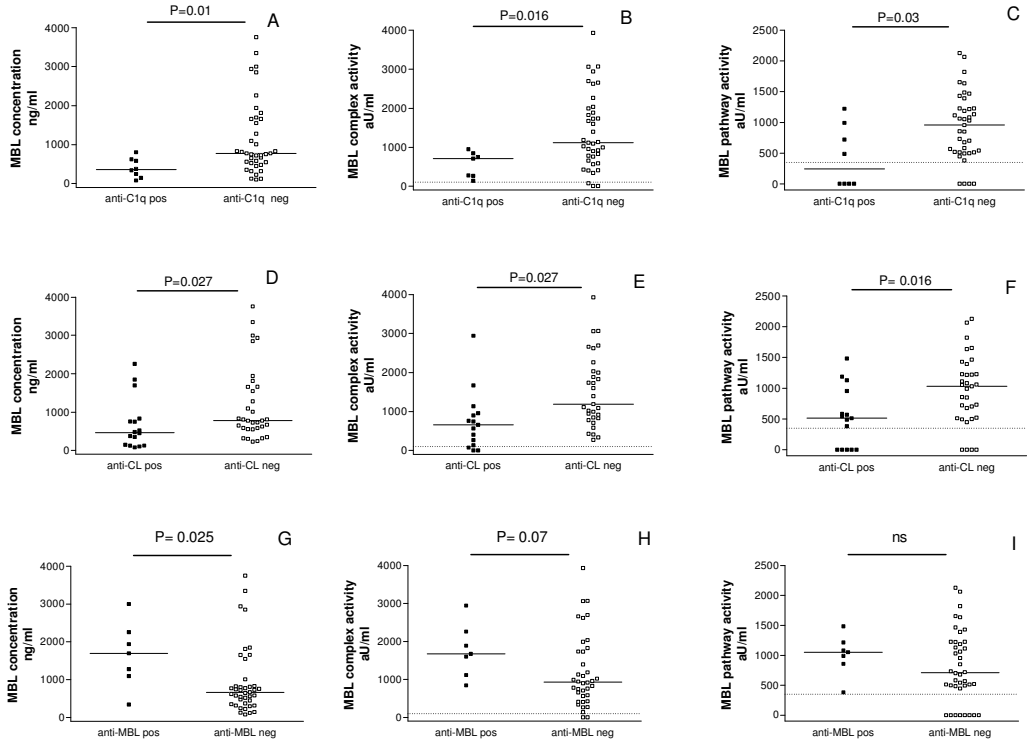 P=0.01
A
MBL concentration
ng/ml
4000
3000
2000
1000
0
anti-C1q pos
anti-C1q neg
P=0.016
B
MBL complex activity
aU/ml
4000
3000
2000
1000
0
anti-C1q pos
anti-C1q neg
P=0.03
C
MBL pathway activity
aU/ml
2500
2000
1500
1000
500
0
anti-C1q pos
anti-C1q neg
P=0.027
D
MBL concentration
ng/ml
4000
3000
2000
1000
0
anti-CL pos
anti-CL neg
P=0.027
E
MBL complex activity
aU/ml
4000
3000
2000
1000
0
anti-CL pos
anti-CL neg
P= 0.016
F
MBL pathway activity
aU/ml
2500
2000
1500
1000
500
0
anti-CL pos
anti-CL neg
P= 0.025
G
MBL concentration
ng/ml
4000
3000
2000
1000
0
anti-MBL pos
anti-MBL neg
P= 0.07
H
MBL complex activity
aU/ml
4000
3000
2000
1000
0
anti-MBL pos
anti-MBL neg
ns
I
MBL pathway activity
aU/ml
2500
2000
1500
1000
500
0
anti-MBL pos
anti-MBL neg